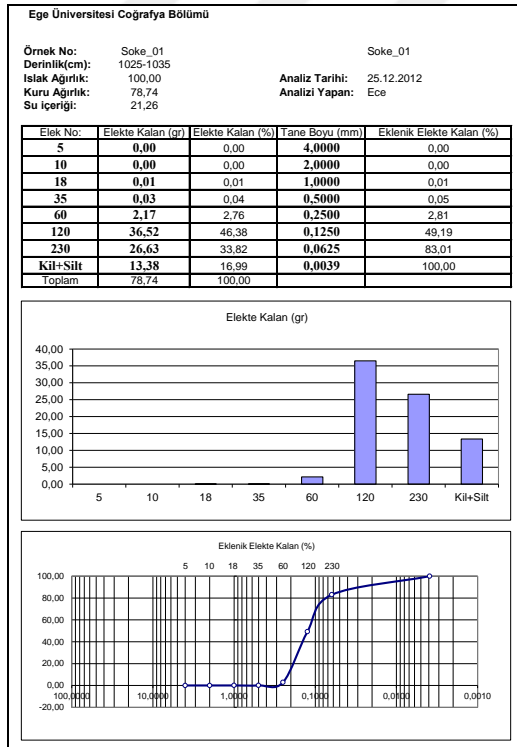 Ege Üniversitesi Coğrafya Bölümü
Örnek No: Soke_01 Soke_01
Derinlik(cm): 1025-1035
Islak Ağırlık: 100,00 Analiz Tarihi: 25.12.2012
Kuru Ağırlık: 78,74 Analizi Yapan: Ece
Su içeriği: 21,26
Elek No: Elekte Kalan (gr) Elekte Kalan (%) Tane Boyu (mm) Eklenik Elekte Kalan (%)
5 0,00 0,00 4,0000 0,00
10 0,00 0,00 2,0000 0,00
18 0,01 0,01 1,0000 0,01
35 0,03 0,04 0,5000 0,05
60 2,17 2,76 0,2500 2,81
120 36,52 46,38 0,1250 49,19
230 26,63 33,82 0,0625 83,01
Kil+Silt 13,38 16,99 0,0039 100,00
Toplam 78,74 100,00
Elekte Kalan (gr)
40,00
35,00
30,00
25,00
20,00
15,00
10,00
5,00
0,00
5 10 18 35 60 120 230 Kil+Silt
Eklenik Elekte Kalan (%)
5 10 18 35 60 120 230
100,00
80,00
60,00
40,00
20,00
0,00
100,0000 10,0000 1,0000 0,1000 0,0100 0,0010
-20,00